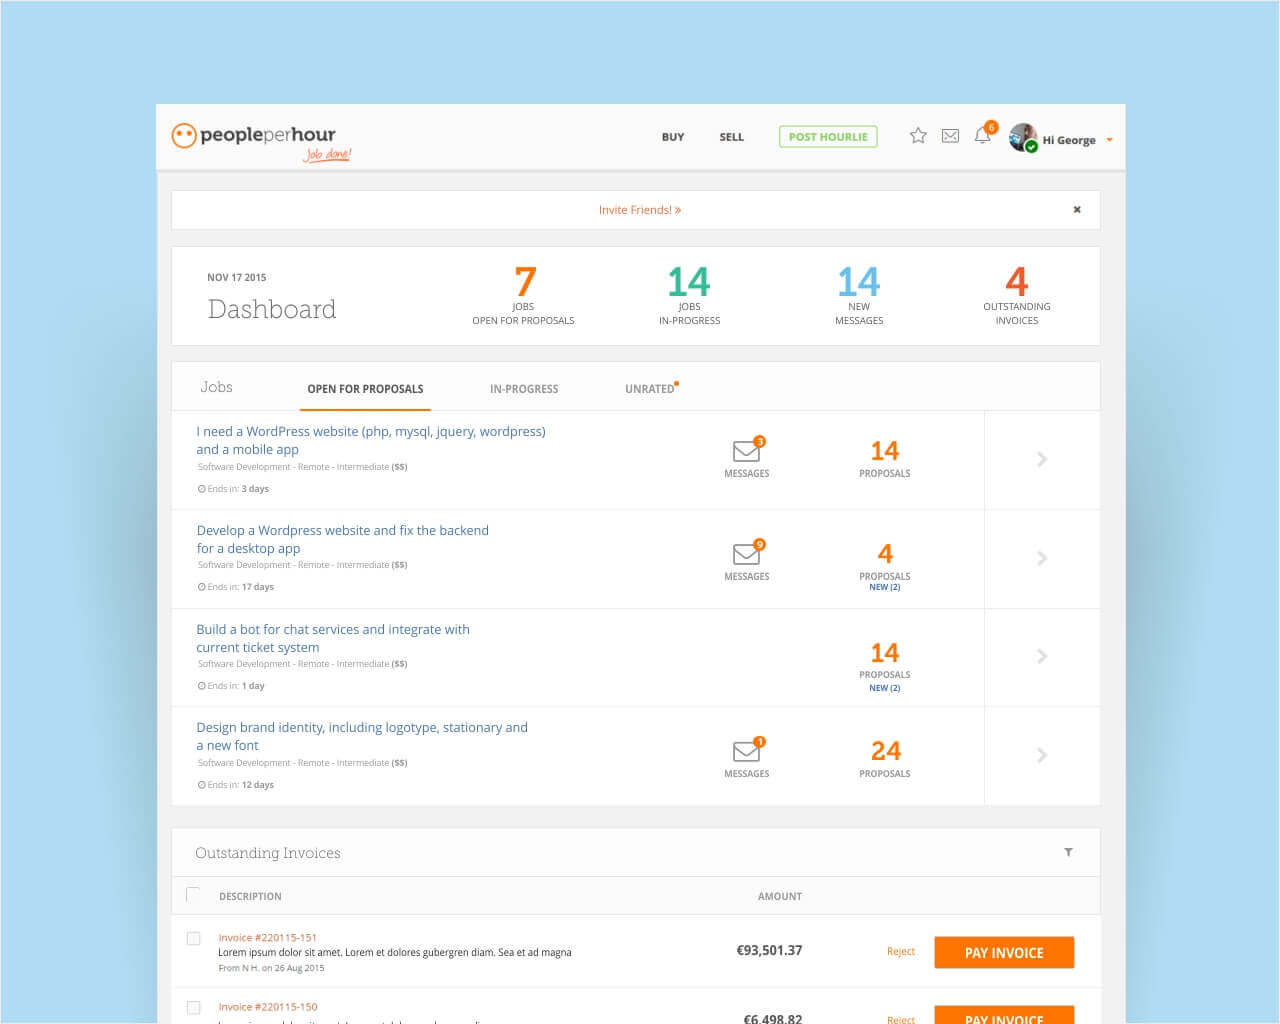 peopleperhour
Job done!
BUY SELL POST HOURLIE 6 Hi George
Invite Friends! »
NOV 17 2015
Dashboard
7
JOBS
OPEN FOR PROPOSALS
14
JOBS
IN-PROGRESS
14
NEW
MESSAGES
4
OUTSTANDING
INVOICES
Jobs OPEN FOR PROPOSALS IN-PROGRESS UNRATED
I need a WordPress website (php, mysql, jquery, wordpress)
and a mobile app
Software Development - Remote - Intermediate ($$)
Ends in: 3 days
3
MESSAGES
14
PROPOSALS
Develop a Wordpress website and fix the backend
for a desktop app
Software Development - Remote - Intermediate ($$)
Ends in: 17 days
9
MESSAGES
4
PROPOSALS
NEW (2)
Build a bot for chat services and integrate with
current ticket system
Software Development - Remote - Intermediate ($$)
Ends in: 1 day
14
PROPOSALS
NEW (2)
Design brand identity, including logotype, stationary and
a new font
Software Development - Remote - Intermediate ($$)
Ends in: 12 days
1
MESSAGES
24
PROPOSALS
Outstanding Invoices
DESCRIPTION AMOUNT
Invoice #220115-151
Lorem ipsum dolor sit amet, Lorem et dolores gubergren diam. Sea et ad magna
From N H. on 26 Aug 2015
€93,501.37 Reject PAY INVOICE
Invoice #220115-150
€6,498.82 Reject PAY INVOICE